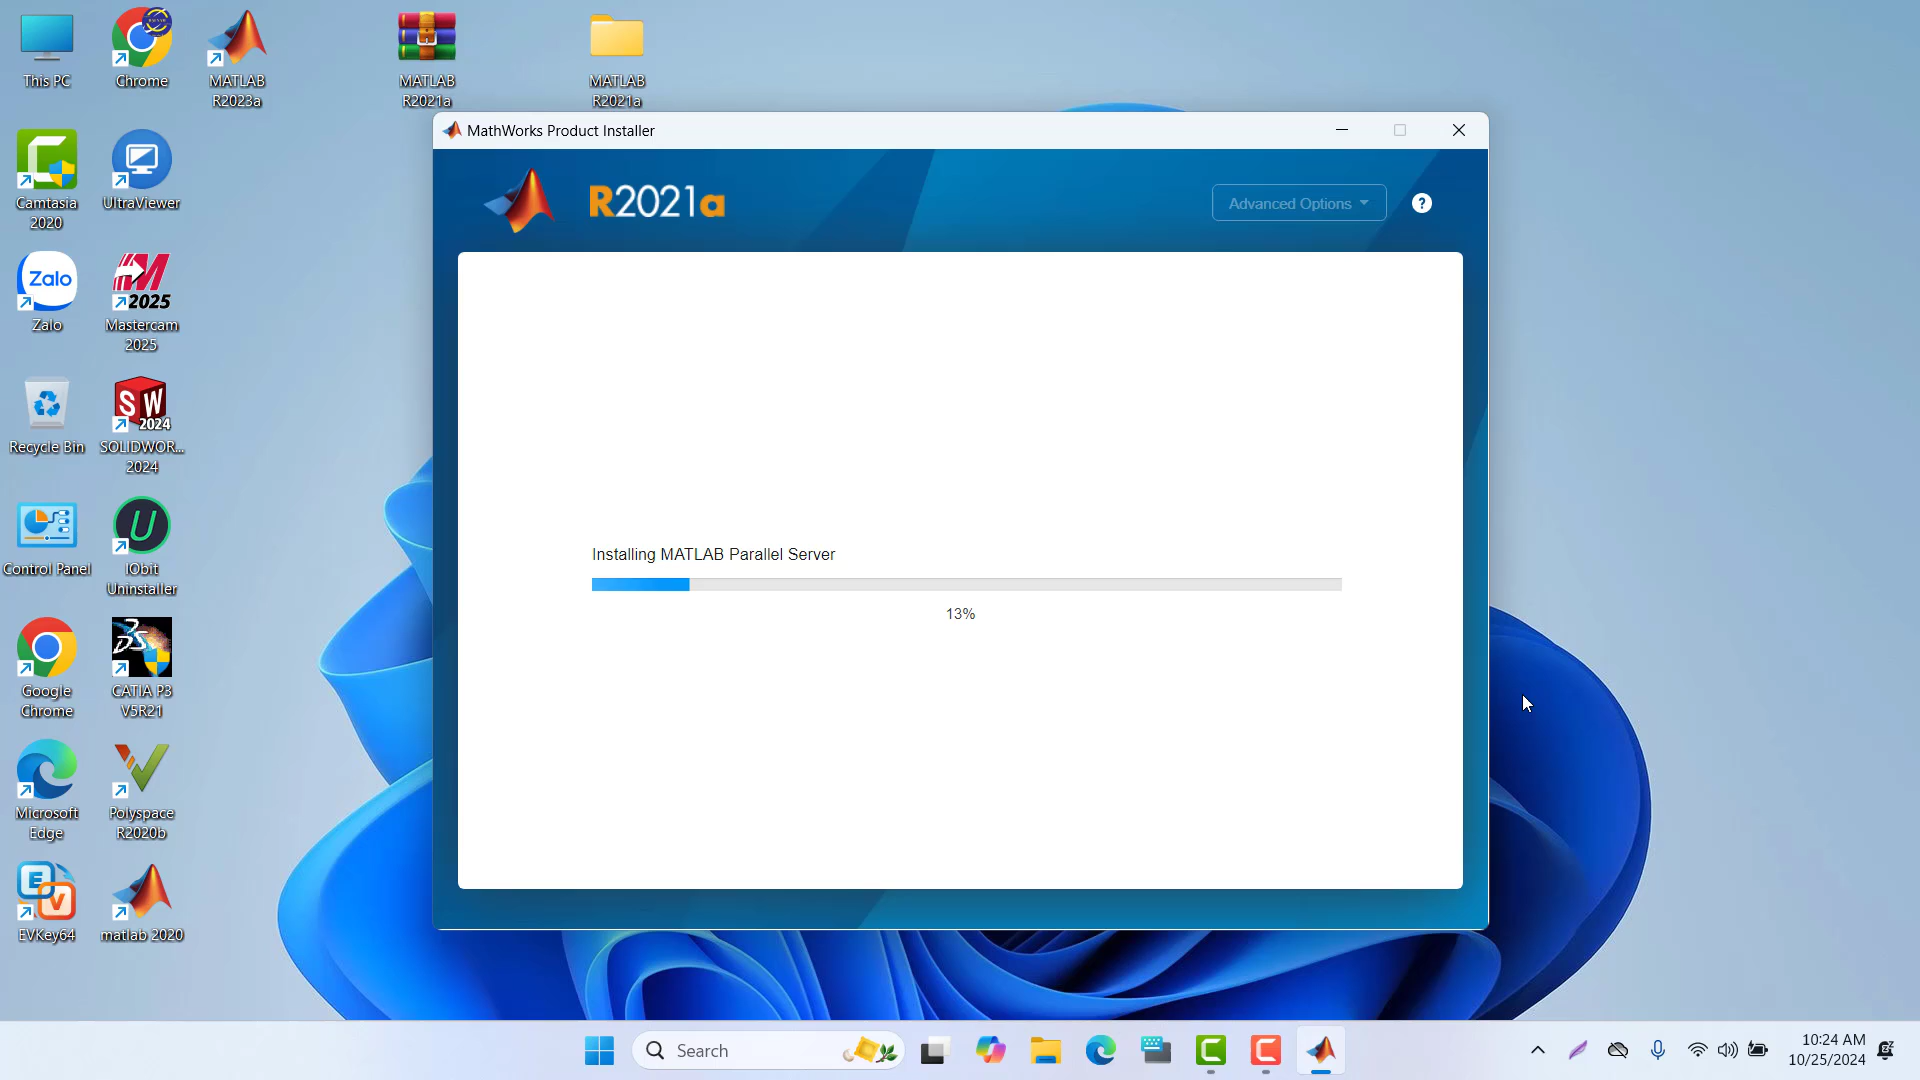 This PC
Chrome
MATLAB
R2023a
MATLAB
R2021a
MATLAB
R2021a
Camtasia
2020
UltraViewer
Zalo
Zalo
2025
Mastercam
2025
Recycle Bin
SW
2024
SOLIDWOR...
2024
Control Panel
IObit
Uninstaller
Google
Chrome
CATIA P3
V5R21
Microsoft
Edge
Polyspace
R2020b
E
V
EVKey64
matlab 2020
MathWorks Product Installer
R2021a
Advanced Options
?
Installing MATLAB Parallel Server
13%
Search
10:24 AM
10/25/2024